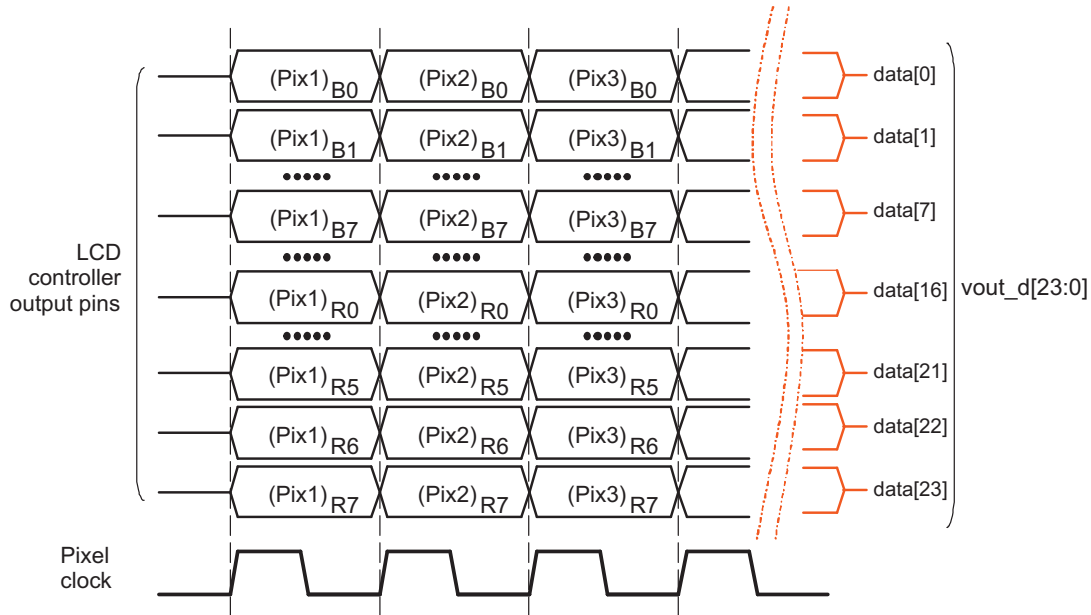 (Pix1)B0 (Pix2)B0 (Pix3)B0 data[0]
(Pix1)B1 (Pix2)B1 (Pix3)B1 data[1]
(Pix1)B7 (Pix2)B7 (Pix3)B7 data[7]
LCD
controller
output pins
(Pix1)R0 (Pix2)R0 (Pix3)R0 data[16] vout_d[23:0]
(Pix1)R5 (Pix2)R5 (Pix3)R5 data[21]
(Pix1)R6 (Pix2)R6 (Pix3)R6 data[22]
(Pix1)R7 (Pix2)R7 (Pix3)R7 data[23]
Pixel
clock